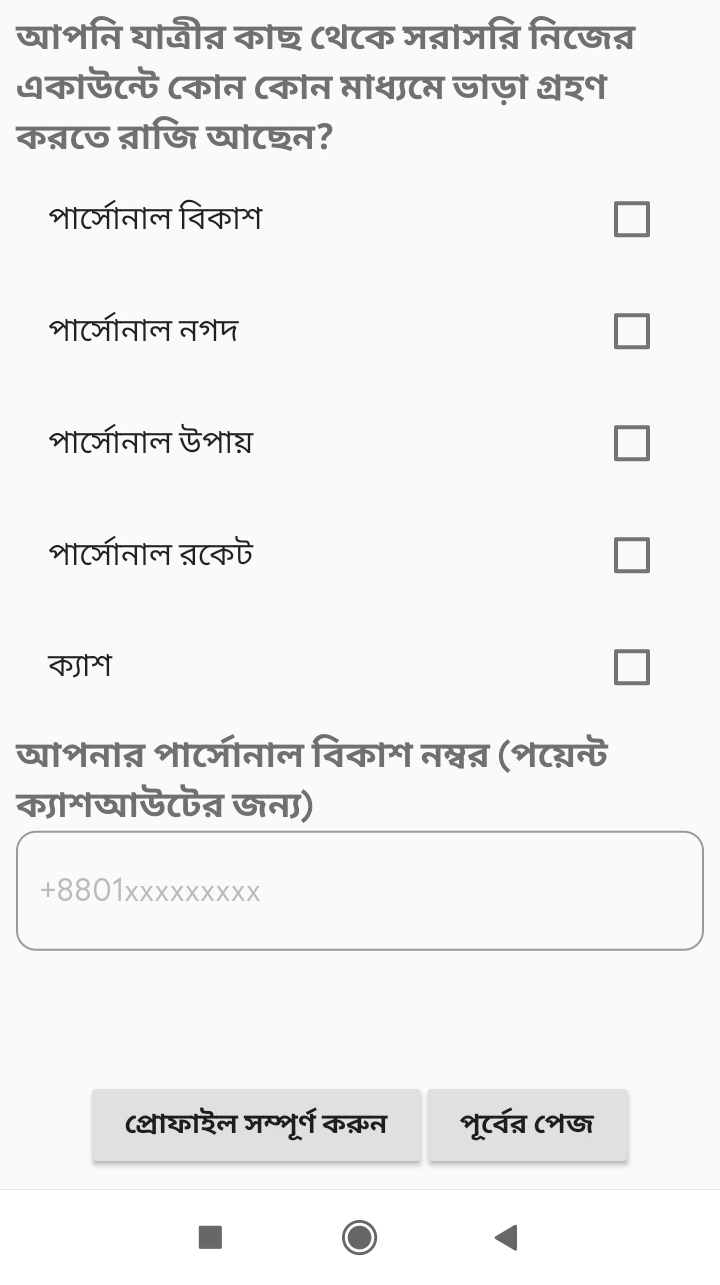 আপনি যাত্রীর কাছ থেকে সরাসরি নিজের
একাউন্টে কোন কোন মাধ্যমে ভাড়া গ্রহণ
করতে রাজি আছেন?
পার্সোনাল বিকাশ
পার্সোনাল নগদ
পার্সোনাল উপায়
পার্সোনাল রকেট
ক্যাশ
আপনার পার্সোনাল বিকাশ নম্বর (পয়েন্ট
ক্যাশআউটের জন্য)
+8801xxxxxxxxx
প্রোফাইল সম্পূর্ণ করুন পূর্বের পেজ